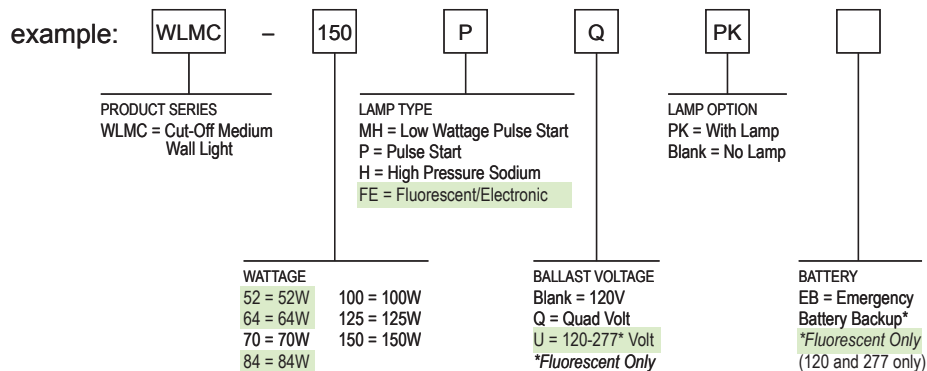 example: WLMC – 150 P Q PK
PRODUCT SERIES
WLMC = Cut-Off Medium
Wall Light
LAMP TYPE
MH = Low Wattage Pulse Start
P = Pulse Start
H = High Pressure Sodium
FE = Fluorescent/Electronic
LAMP OPTION
PK = With Lamp
Blank = No Lamp
WATTAGE
52 = 52W 100 = 100W
64 = 64W 125 = 125W
70 = 70W 150 = 150W
84 = 84W
BALLAST VOLTAGE
Blank = 120V
Q = Quad Volt
U = 120-277* Volt
*Fluorescent Only
BATTERY
EB = Emergency
Battery Backup*
*Fluorescent Only
(120 and 277 only)